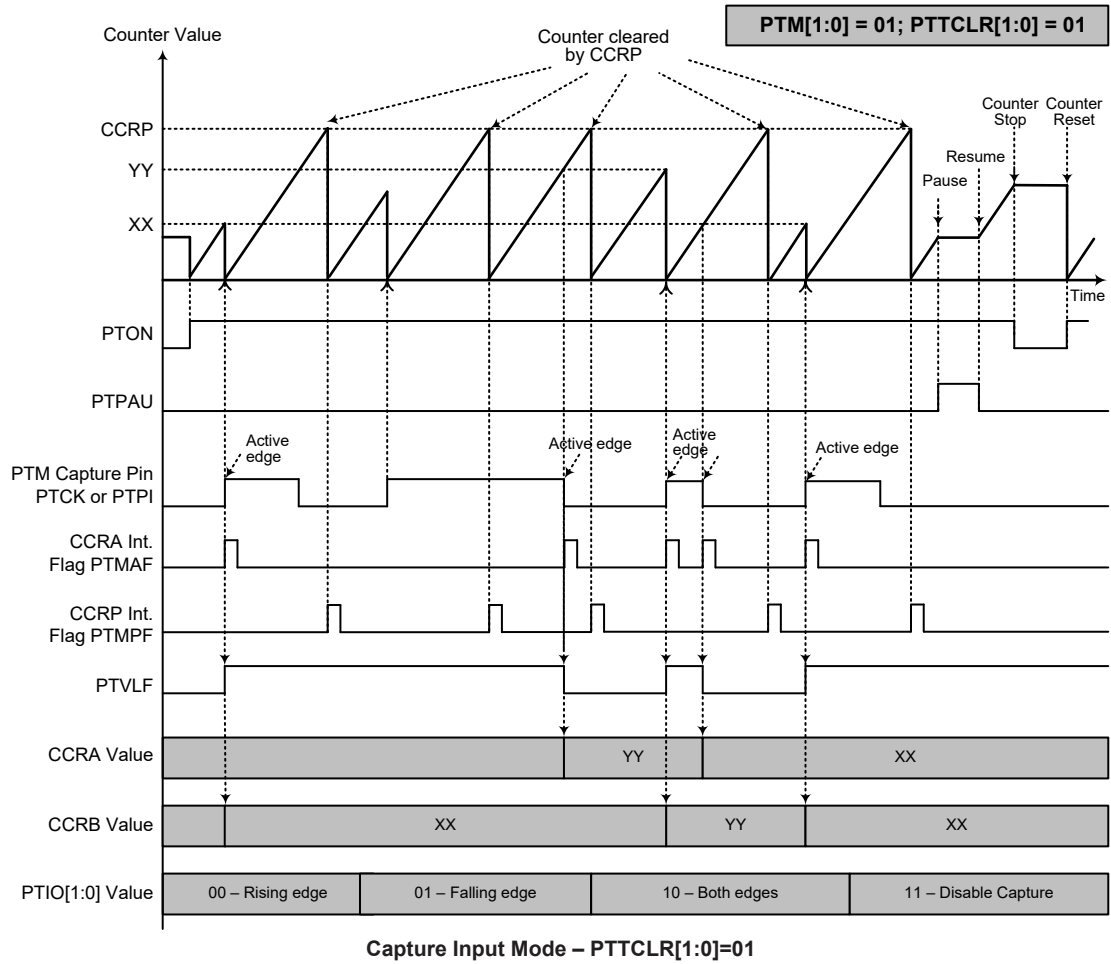 PTM[1:0] = 01; PTTCLR[1:0] = 01
Counter Value
Counter cleared
by CCRP
CCRP
YY
XX
Counter
Stop
Counter
Reset
Resume
Pause
Time
PTON
PTPAU
Active
edge
Active edge
Active
edge
Active edge
PTM Capture Pin
PTCK or PTPI
CCRA Int.
Flag PTMAF
CCRP Int.
Flag PTMPF
PTVLF
CCRA Value
YY
XX
CCRB Value
XX
YY
XX
PTIO[1:0] Value
00 – Rising edge
01 – Falling edge
10 – Both edges
11 – Disable Capture
Capture Input Mode – PTTCLR[1:0]=01